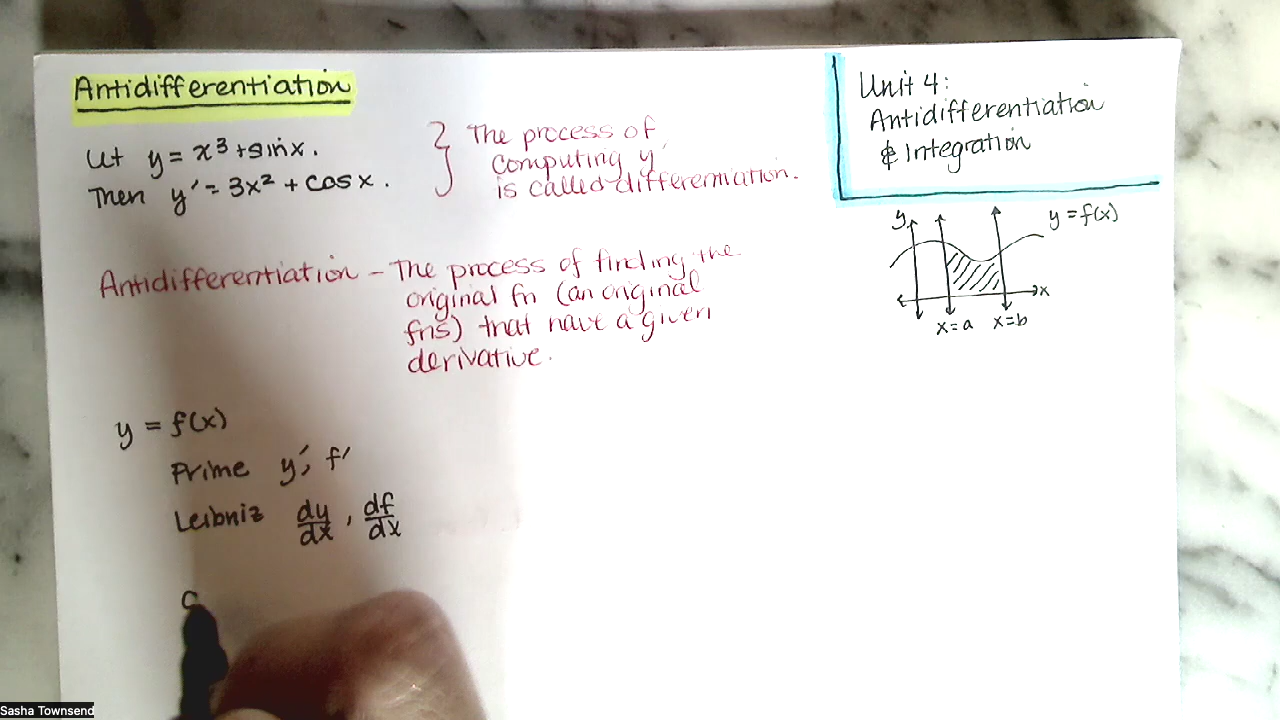 Antidifferentiation
Let y = x³ + sin x.
Then y' = 3x² + cos x.
} The process of
computing y'
is called differentiation.
Unit 4:
Antidifferentiation
& Integration
y
y = f(x)
x
x=a x=b
Antidifferentiation – The process of finding the
original fn (an original
fns) that have a given
derivative.
y = f(x)
Prime y', f'
Leibniz dy/dx, df/dx
Sasha Townsend